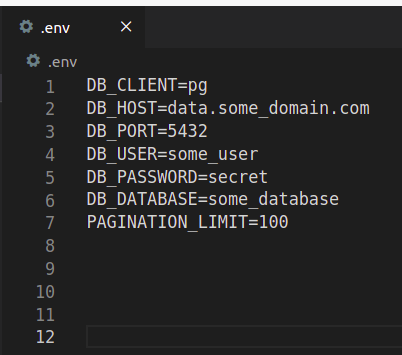 .env ×
.env
1 DB_CLIENT=pg
2 DB_HOST=data.some_domain.com
3 DB_PORT=5432
4 DB_USER=some_user
5 DB_PASSWORD=secret
6 DB_DATABASE=some_database
7 PAGINATION_LIMIT=100
8
9
10
11
12